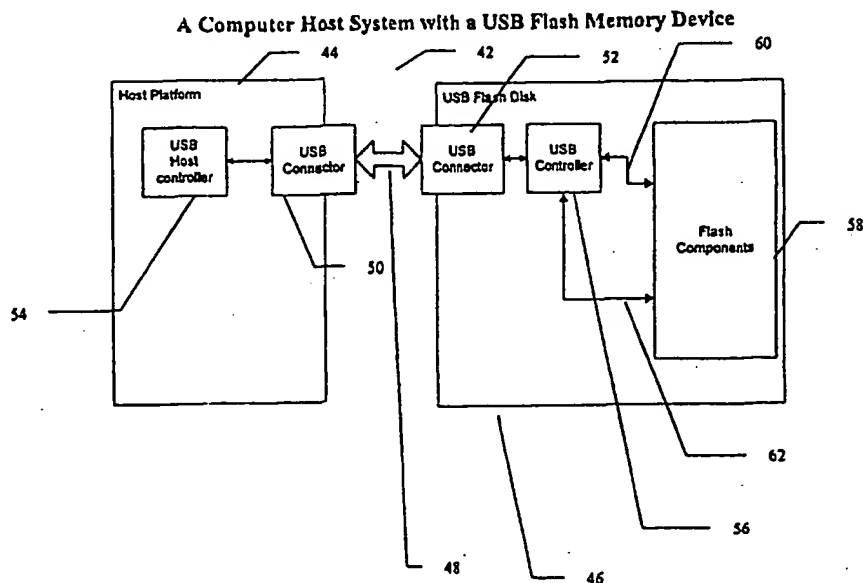 A Computer Host System with a USB Flash Memory Device
44
42
52
60
Host Platform
USB Flash Disk
USB
Host
controller
USB
Connector
USB
Connector
USB
Controller
Flash
Components
58
50
54
62
56
48
46